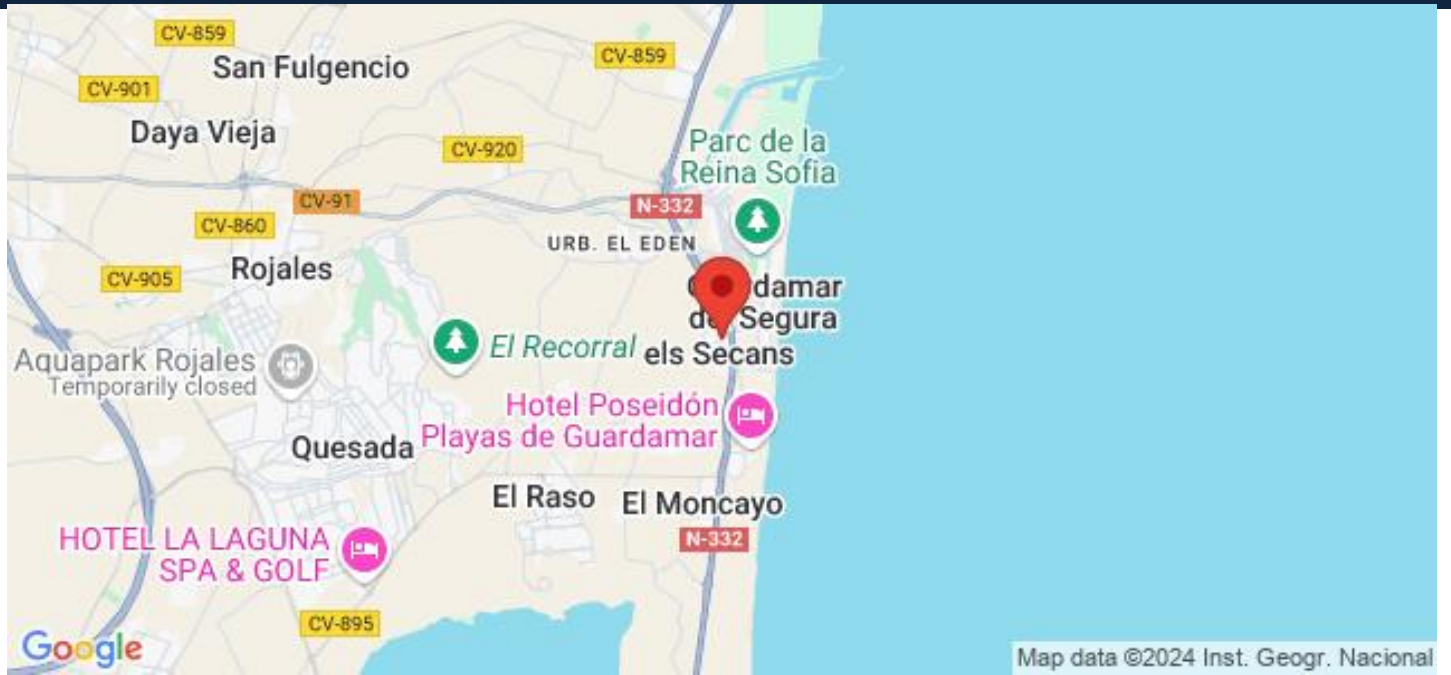 CV-859
San Fulgencio
CV-859
CV-901
Daya Vieja
CV-920
Parc de la
Reina Sofia
CV-91
N-332
CV-860
URB. EL EDEN
Rojales
CV-905
damar
de Segura
El Recorral
els Secans
Aquapark Rojales
Temporarily closed
Hotel Poseidón
Playas de Guardamar
Quesada
El Raso
El Moncayo
HOTEL LA LAGUNA
SPA & GOLF
N-332
CV-895
Google
Map data ©2024 Inst. Geogr. Nacional